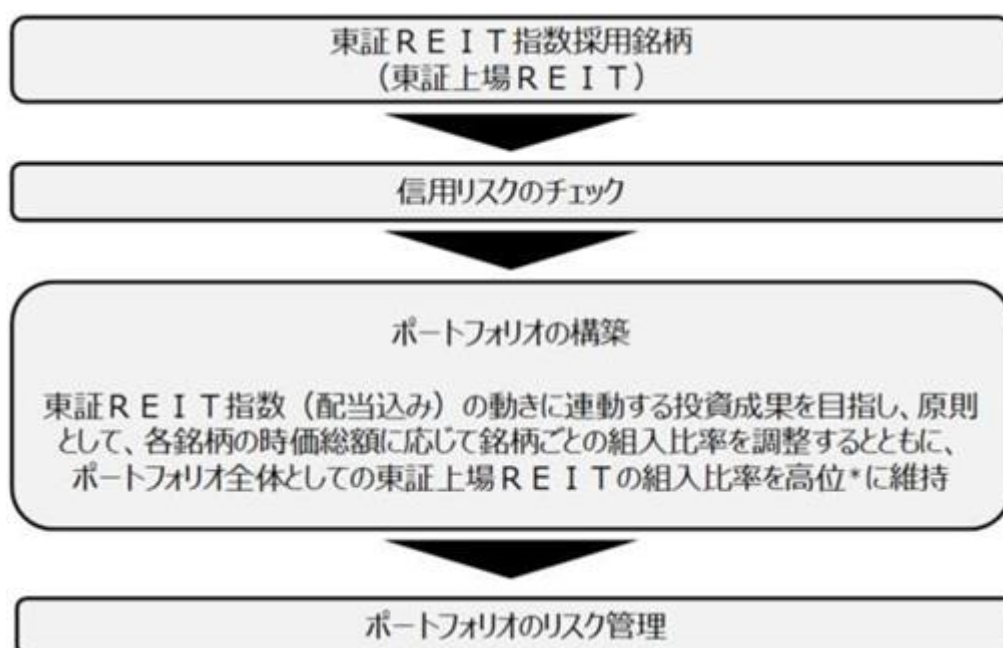 東証ＲＥＩＴ指数採用銘柄
（東証上場ＲＥＩＴ）
信用リスクのチェック
ポートフォリオの構築
東証ＲＥＩＴ指数（配当込み）の動きに連動する投資成果を目指し、原則
として、各銘柄の時価総額に応じて銘柄ごとの組入比率を調整するとともに、
ポートフォリオ全体としての東証上場ＲＥＩＴの組入比率を高位*に維持
ポートフォリオのリスク管理